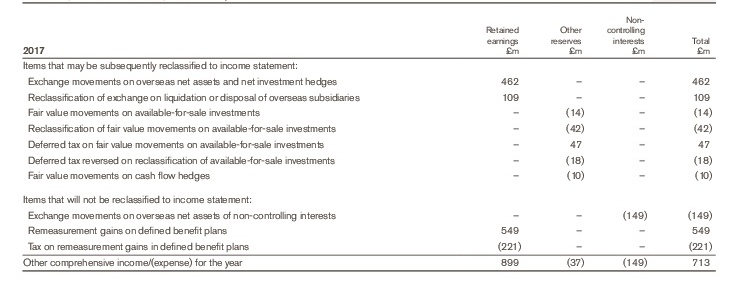 Retained earnings £m Other reserves £m Non-controlling interests £m Total £m
2017
Items that may be subsequently reclassified to income statement:
Exchange movements on overseas net assets and net investment hedges 462 – – 462
Reclassification of exchange on liquidation or disposal of overseas subsidiaries 109 – – 109
Fair value movements on available-for-sale investments – (14) – (14)
Reclassification of fair value movements on available-for-sale investments – (42) – (42)
Deferred tax on fair value movements on available-for-sale investments – 47 – 47
Deferred tax reversed on reclassification of available-for-sale investments – (18) – (18)
Fair value movements on cash flow hedges – (10) – (10)
Items that will not be reclassified to income statement:
Exchange movements on overseas net assets of non-controlling interests – – (149) (149)
Remeasurement gains on defined benefit plans 549 – – 549
Tax on remeasurement gains in defined benefit plans (221) – – (221)
Other comprehensive income/(expense) for the year 899 (37) (149) 713